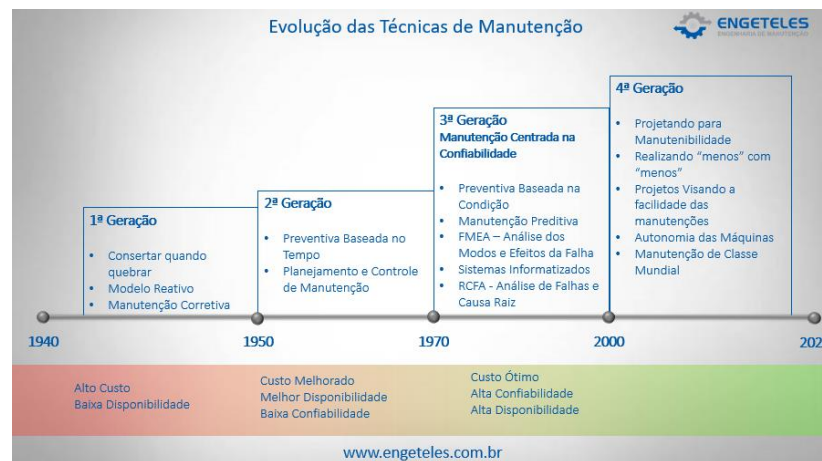 Evolução das Técnicas de Manutenção
ENGETELES
ENGENHARIA DE MANUTENÇÃO
1ª Geração
• Consertar quando
quebrar
• Modelo Reativo
• Manutenção Corretiva
2ª Geração
• Preventiva Baseada no
Tempo
• Planejamento e Controle
de Manutenção
3ª Geração
Manutenção Centrada na
Confiabilidade
• Preventiva Baseada na
Condição
• Manutenção Preditiva
• FMEA – Análise dos
Modos e Efeitos da Falha
• Sistemas Informatizados
• RCFA - Análise de Falhas e
Causa Raiz
4ª Geração
• Projetando para
Manutenibilidade
• Realizando “menos” com
“menos”
• Projetos Visando a
facilidade das
manutenções
• Autonomia das Máquinas
• Manutenção de Classe
Mundial
1940
1950
1970
2000
202
Alto Custo
Baixa Disponibilidade
Custo Melhorado
Melhor Disponibilidade
Baixa Confiabilidade
Custo Ótimo
Alta Confiabilidade
Alta Disponibilidade
www.engeteles.com.br